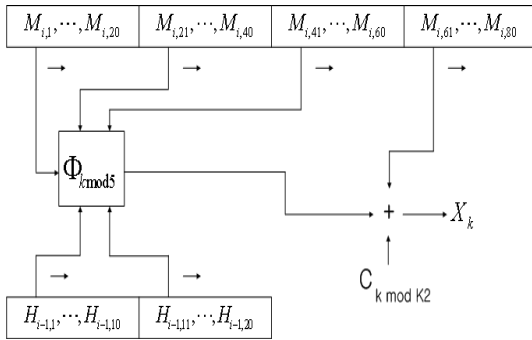 M_{i,1},⋯,M_{i,20} M_{i,21},⋯,M_{i,40} M_{i,41},⋯,M_{i,60} M_{i,61},⋯,M_{i,80}
Φ_{k mod 5}
+ X_k
C_{k mod K2}
H_{i-1,1},⋯,H_{i-1,10} H_{i-1,11},⋯,H_{i-1,20}